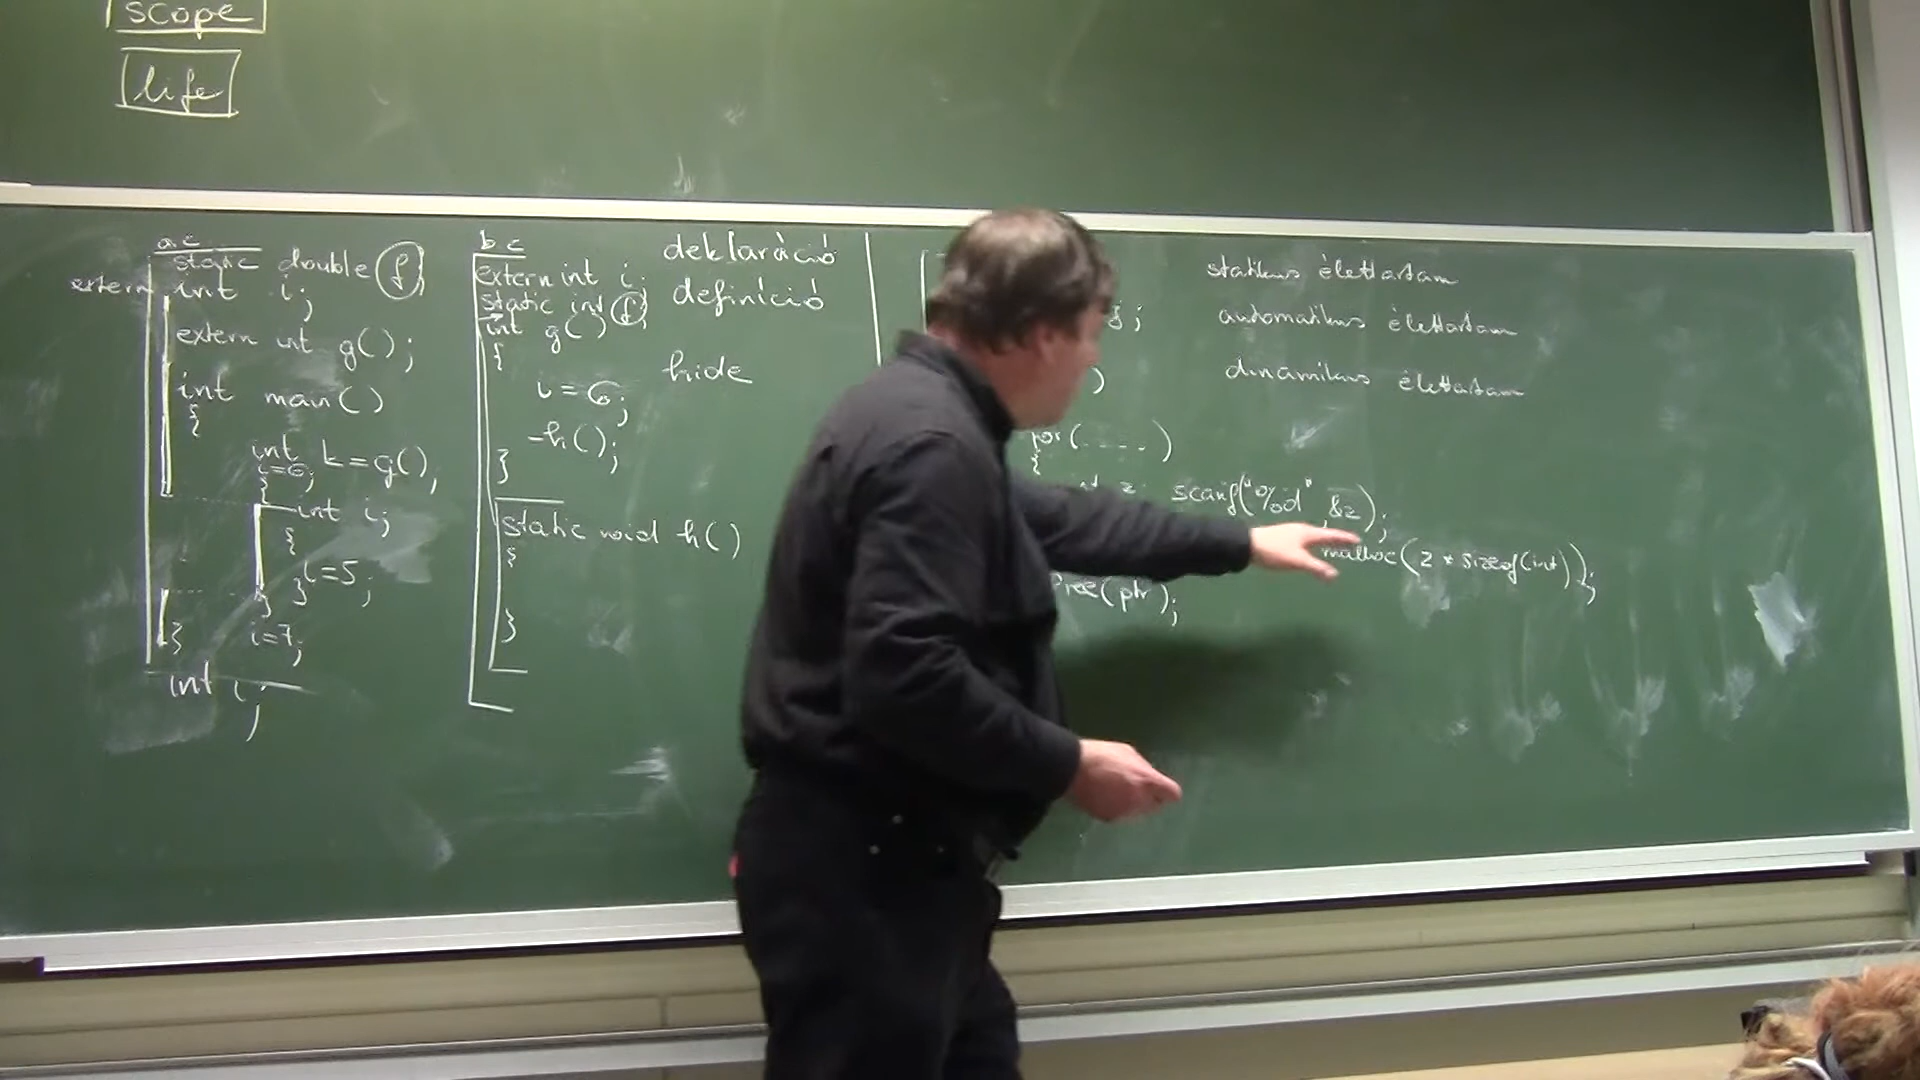 scope
life
a c
static double f;
extern int i;
extern int g();
int main()
{
int k=g();
i=6;
{
int i;
{
i=5;
}
}
i=7;
}
int i;
b c
extern int i;
static int f;
int g()
{
i=6;
h();
}
static void h()
{
}
deklaráció
definíció
hide
;
)
for(....)
{
z; scanf("%d", &z);
malloc(z * sizeof(int));
free(ptr);
statikus élettartam
automatikus élettartam
dinamikus élettartam